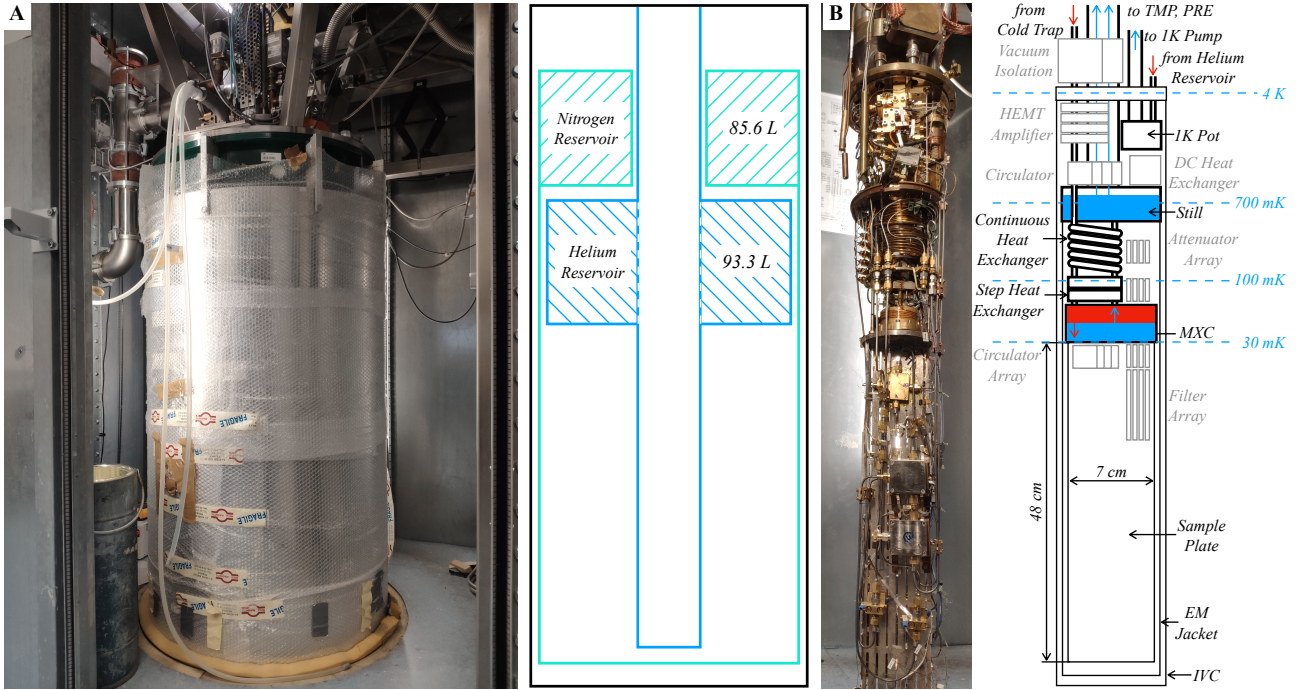 A
FRAGILE
FRAGILE
FRAGILE
FRAGILE
Nitrogen
Reservoir
85.6 L
Helium
Reservoir
93.3 L
B
from
Cold Trap
to TMP, PRE
to 1K Pump
from Helium
Reservoir
Vacuum
Isolation
4 K
HEMT
Amplifier
1K Pot
Circulator
DC Heat
Exchanger
700 mK
Still
Continuous
Heat
Exchanger
Attenuator
Array
100 mK
Step Heat
Exchanger
MXC
30 mK
Circulator
Array
Filter
Array
7 cm
48 cm
Sample
Plate
EM
Jacket
IVC